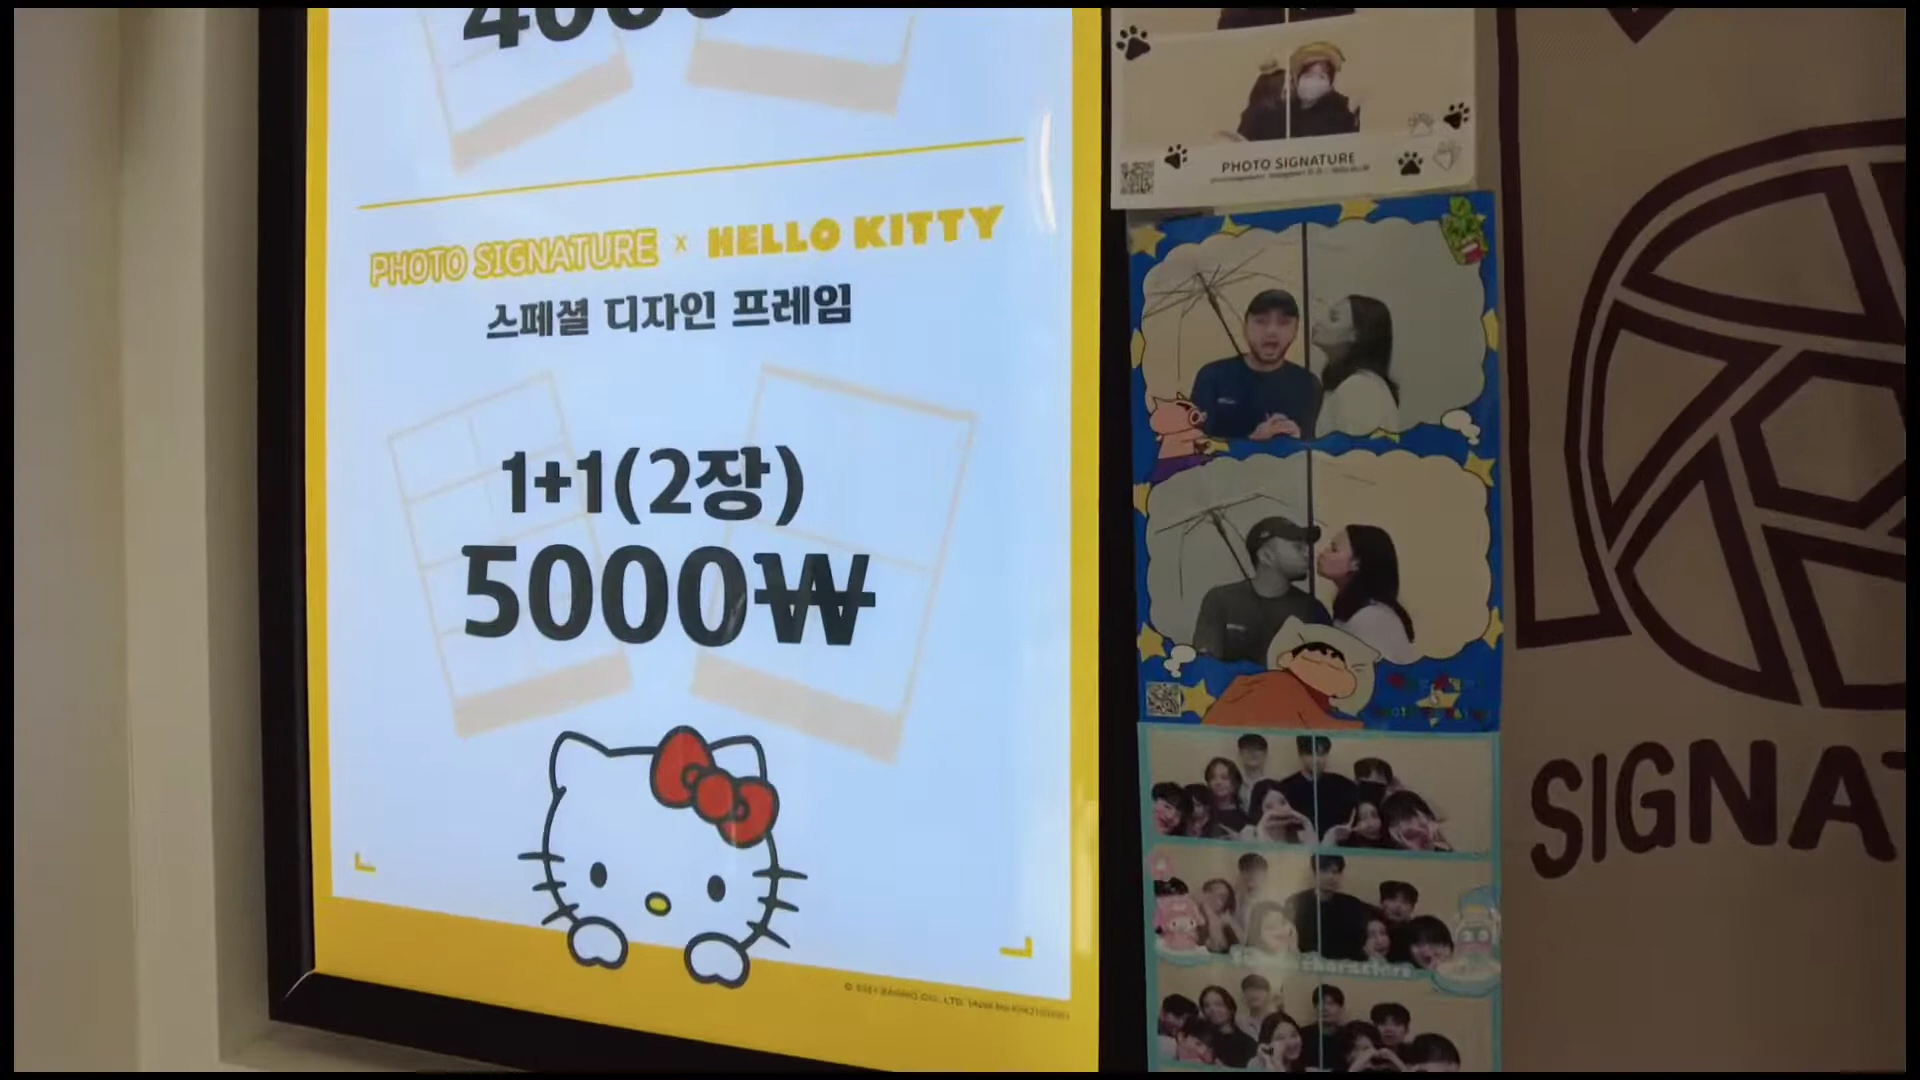 4000
PHOTO SIGNATURE x HELLO KITTY
스페셜 디자인 프레임
1+1(2장)
5000₩
PHOTO SIGNATURE
SIGNAT